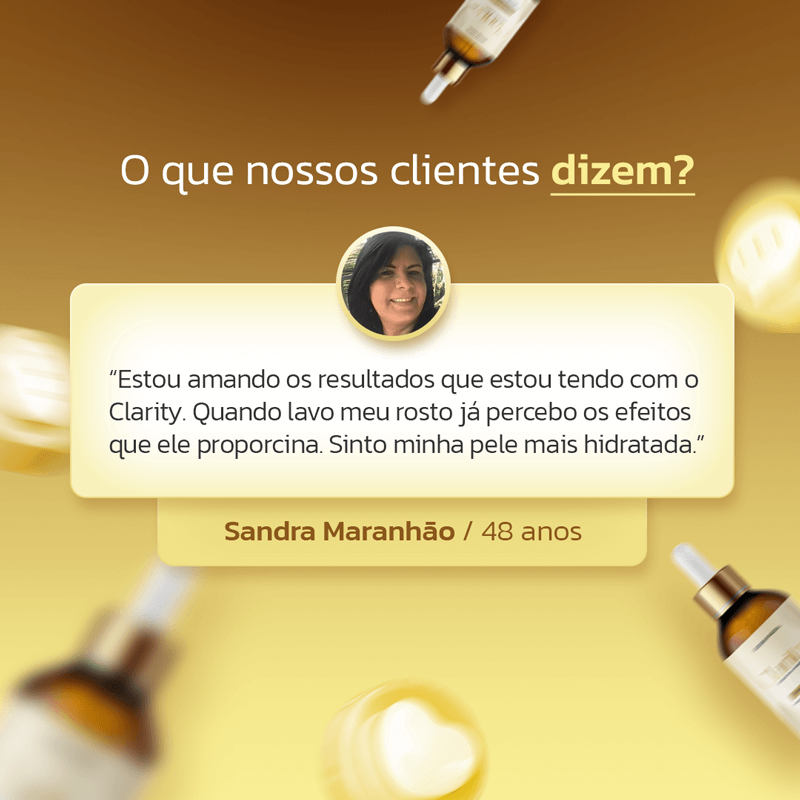 O que nossos clientes dizem?
“Estou amando os resultados que estou tendo com o
Clarity. Quando lavo meu rosto já percebo os efeitos
que ele proporcina. Sinto minha pele mais hidratada.”
Sandra Maranhão / 48 anos